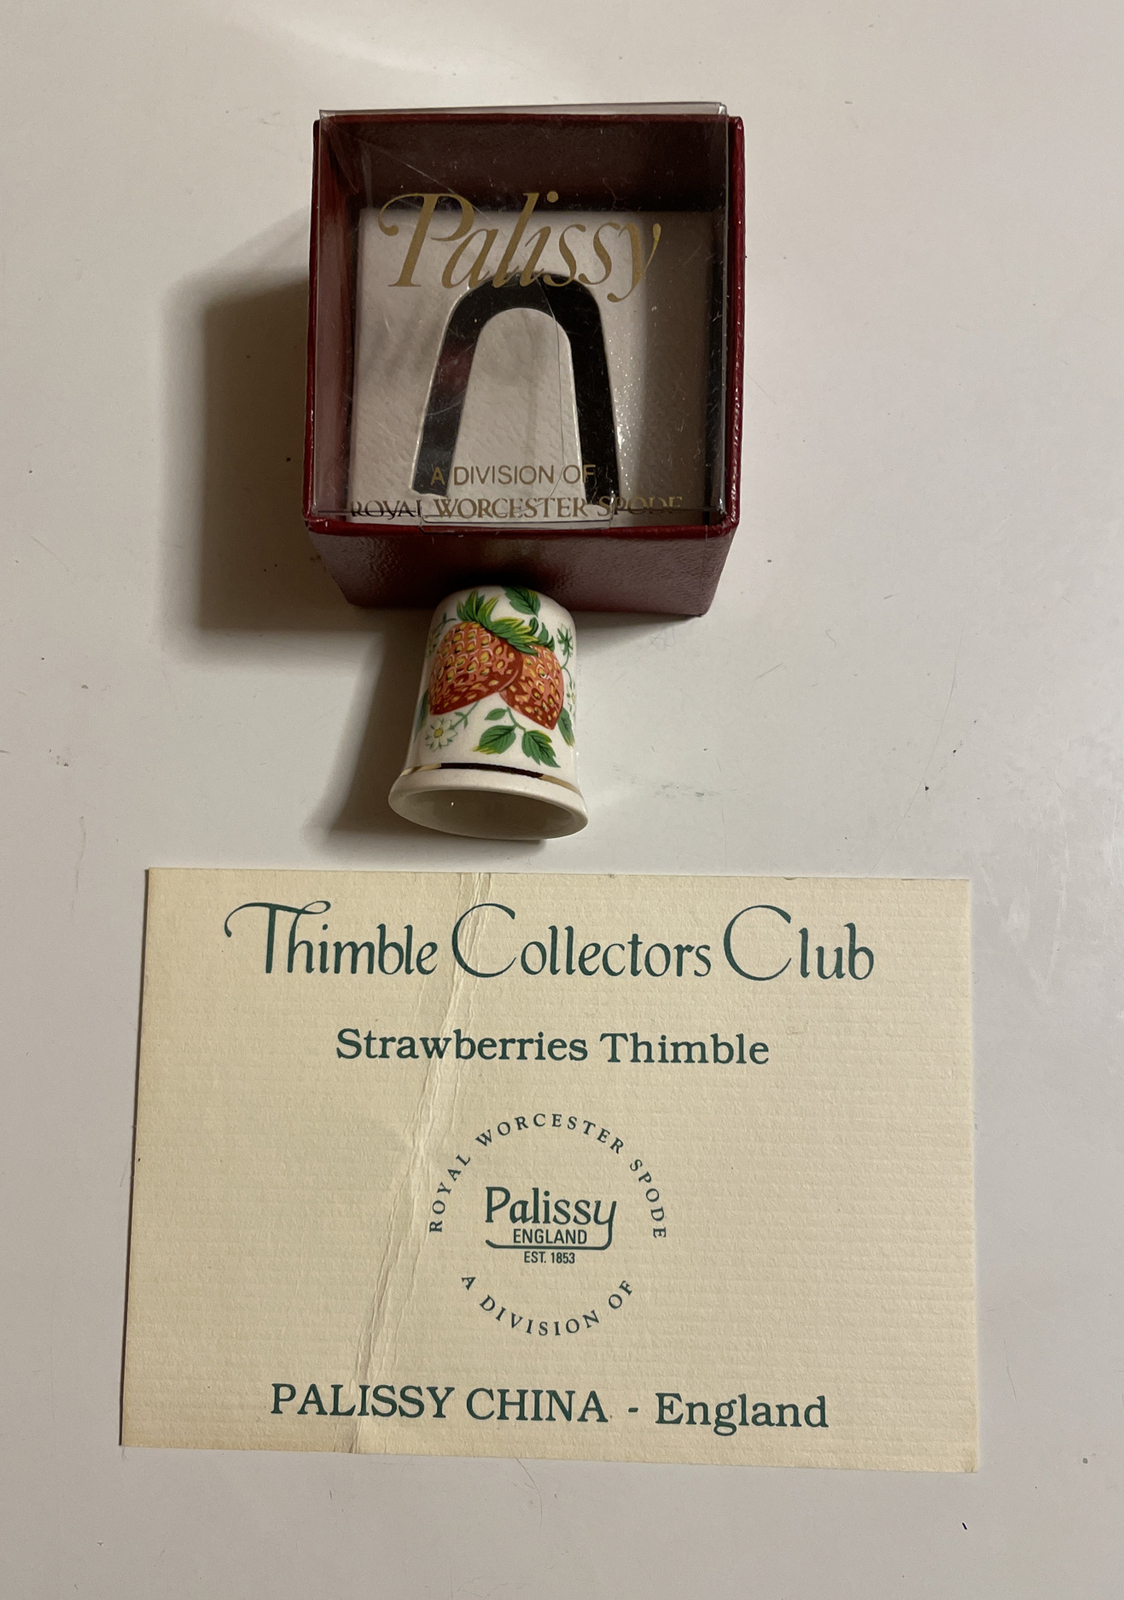 Palissy
A DIVISION OF
ROYAL WORCESTER SPODE
Thimble Collectors Club
Strawberries Thimble
ROYAL WORCESTER SPODE
Palissy
ENGLAND
EST. 1853
A DIVISION OF
PALISSY CHINA - England